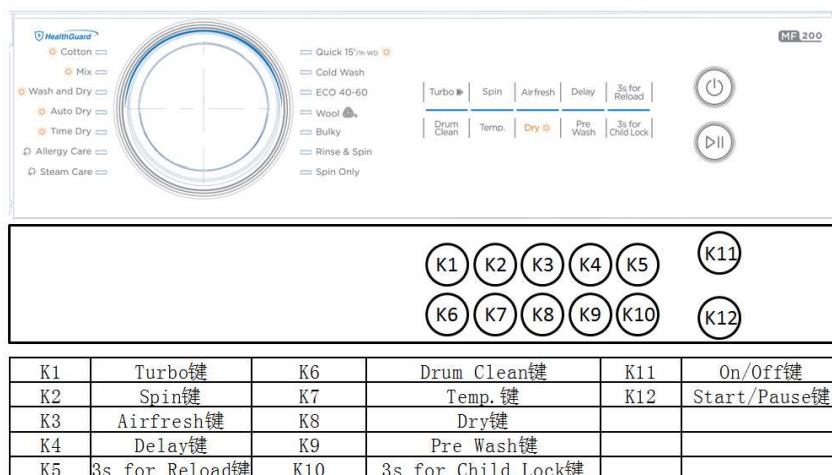 HealthGuard
MF 200
Cotton
Mix
Wash and Dry
Auto Dry
Time Dry
Allergy Care
Steam Care
Quick 15'/1h WD
Cold Wash
ECO 40-60
Wool
Bulky
Rinse & Spin
Spin Only
Turbo Spin Airfresh Delay 3s for Reload
Drum Clean Temp. Dry Pre Wash 3s for Child Lock
K1 K2 K3 K4 K5 K11
K6 K7 K8 K9 K10 K12
K1 Turbo键 K6 Drum Clean键 K11 On/Off键
K2 Spin键 K7 Temp.键 K12 Start/Pause键
K3 Airfresh键 K8 Dry键
K4 Delay键 K9 Pre Wash键
K5 3s for Reload键 K10 3s for Child Lock键